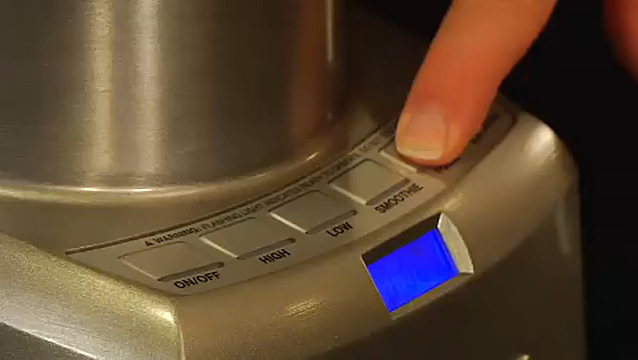 ⚠ WARNING: FLASHING LIGHT INDICATES READY TO OPERATE.
ON/OFF
HIGH
LOW
SMOOTHIE